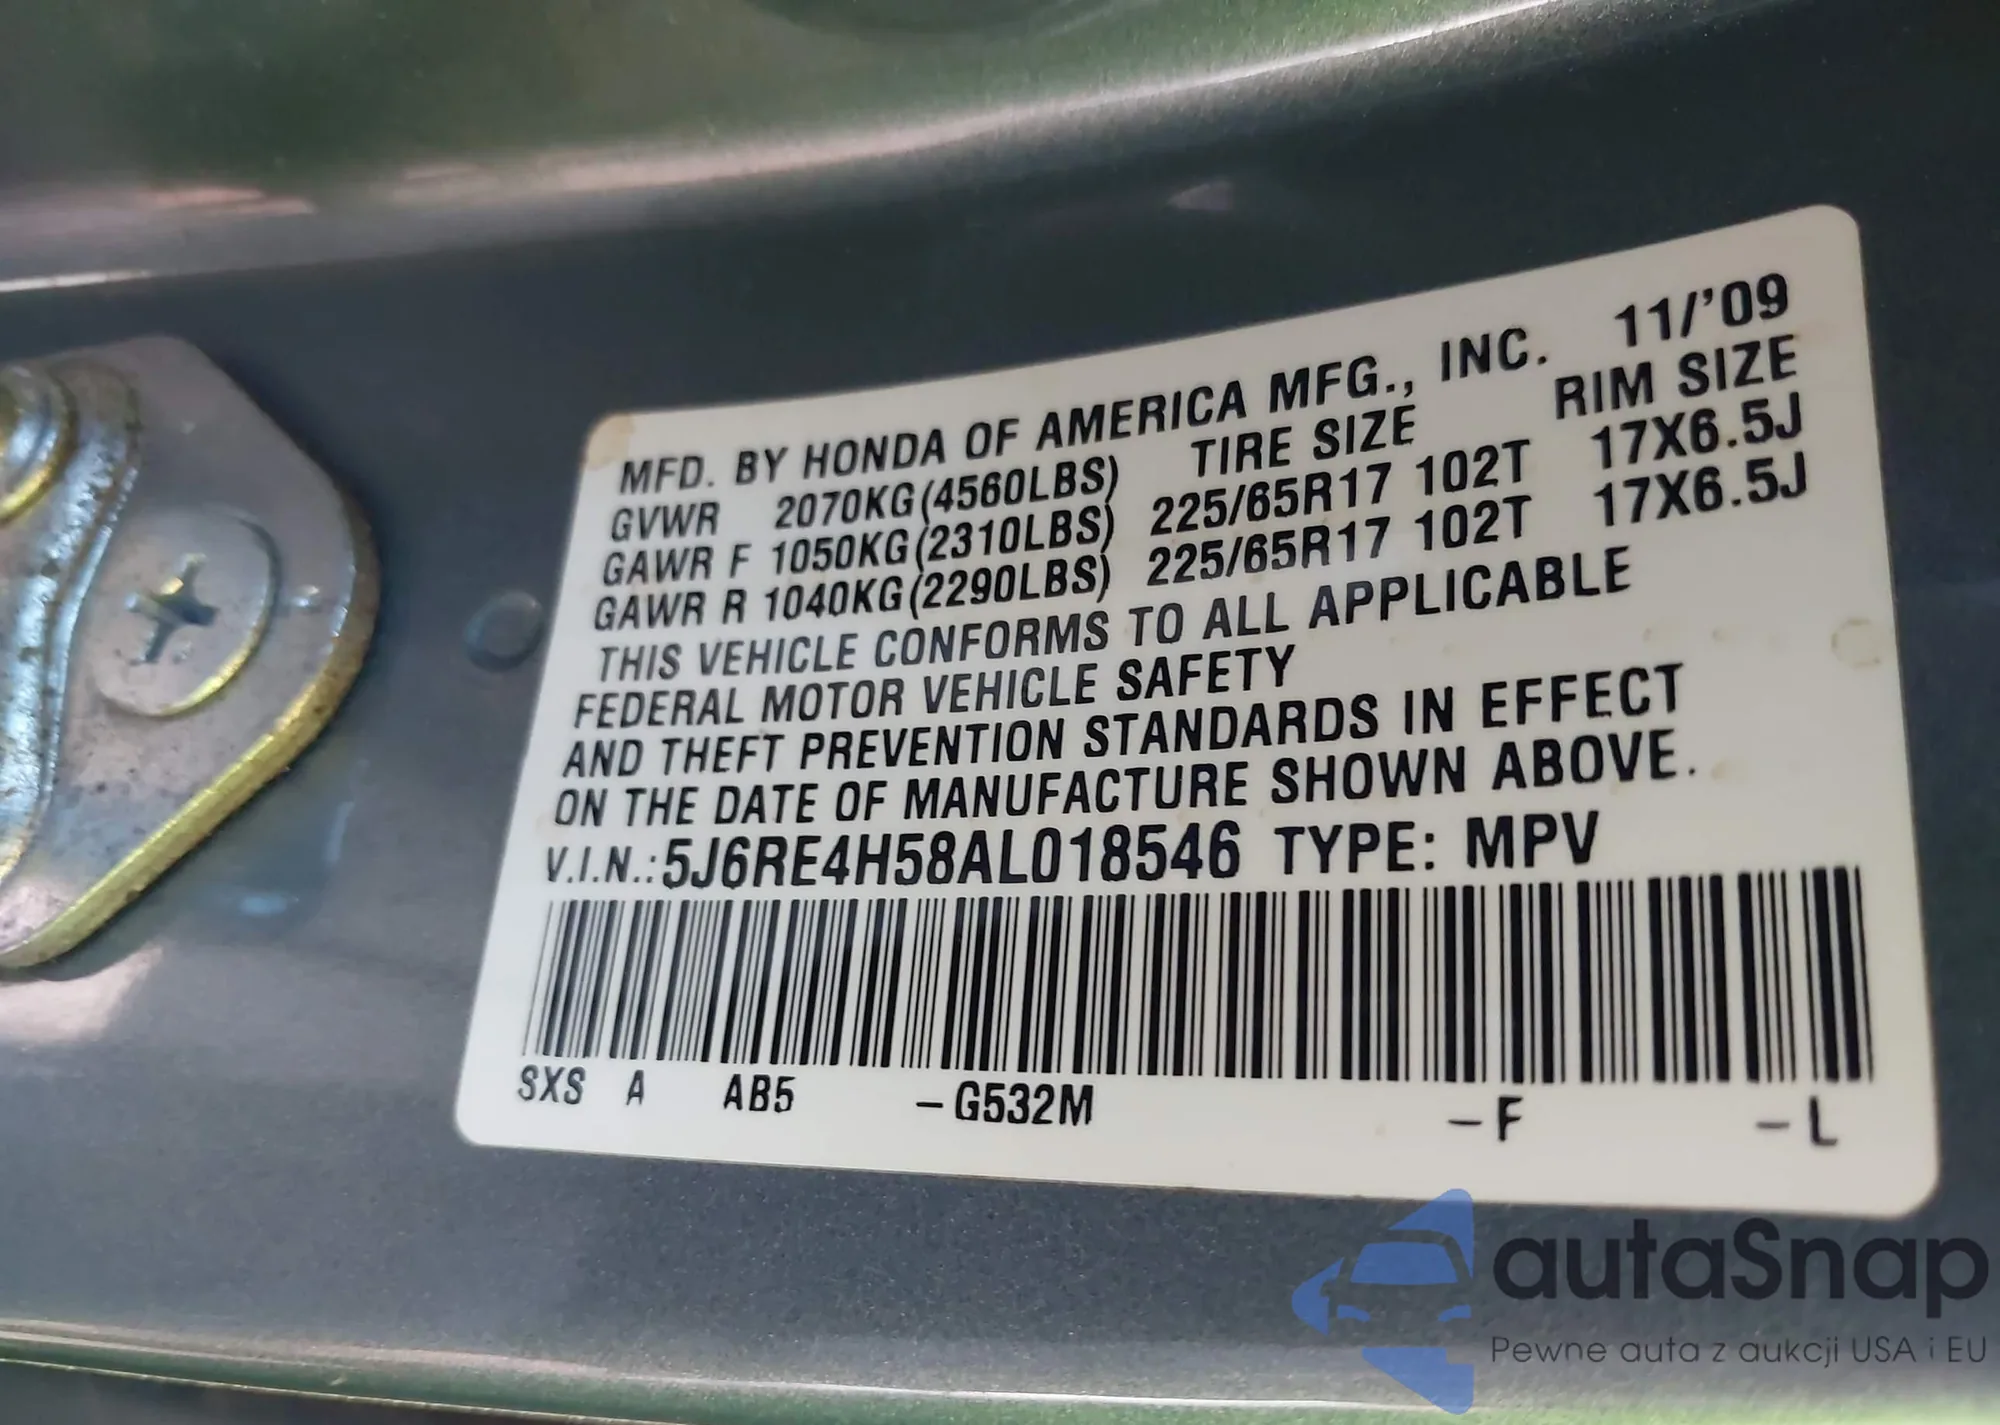 MFD. BY HONDA OF AMERICA MFG., INC. 11/'09
GVWR 2070KG(4560LBS) TIRE SIZE RIM SIZE
GAWR F 1050KG(2310LBS) 225/65R17 102T 17X6.5J
GAWR R 1040KG(2290LBS) 225/65R17 102T 17X6.5J
THIS VEHICLE CONFORMS TO ALL APPLICABLE
FEDERAL MOTOR VEHICLE SAFETY
AND THEFT PREVENTION STANDARDS IN EFFECT
ON THE DATE OF MANUFACTURE SHOWN ABOVE.
V.I.N.:5J6RE4H58AL018546 TYPE: MPV
SXS A AB5 -G532M -F -L
autaSnap
Pewne auta z aukcji USA i EU